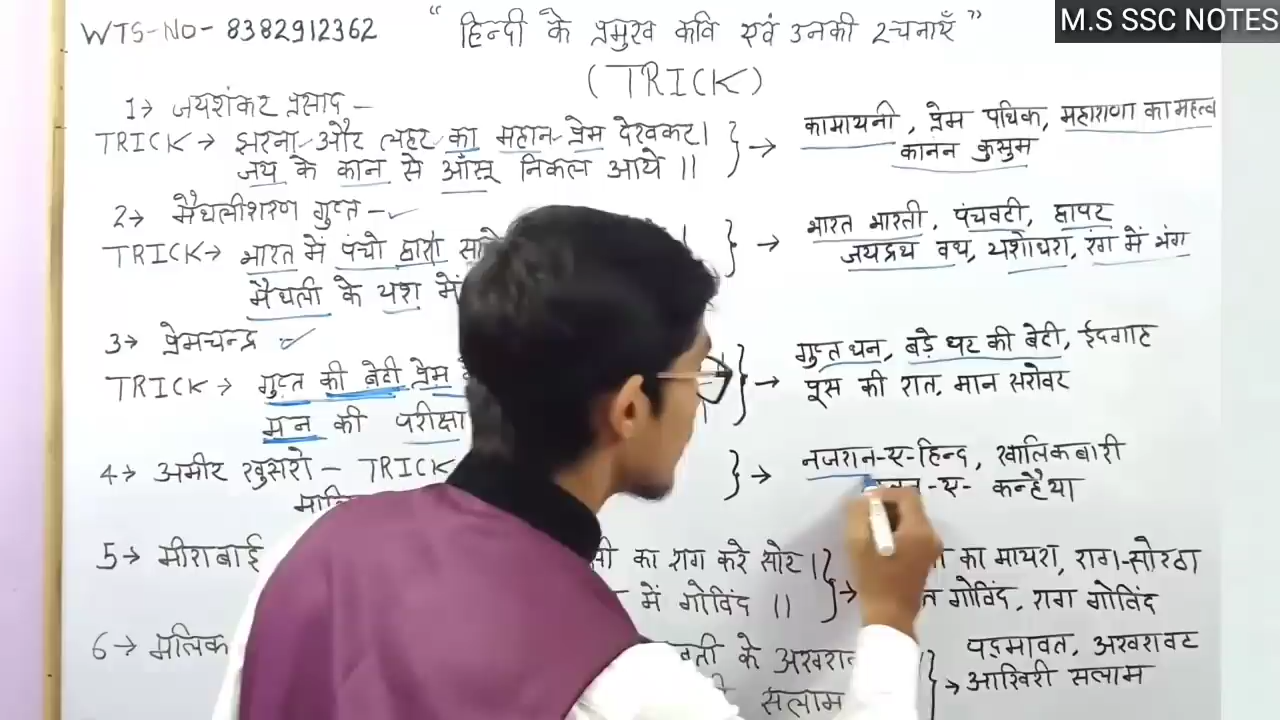 M.S SSC NOTES
WTS-No- 8382912362
"हिन्दी के प्रमुख कवि एवं उनकी रचनाएँ"
(TRICK)
1→ जयशंकर प्रसाद -
TRICK → झरना और लहर का महान प्रेम देखकर।
जय के कान से आँसू निकल आये ||
} → कामायनी, प्रेम पथिक, महाराणा का महत्व
कानन कुसुम
2→ मैथलीशरण गुप्त -✓
TRICK→ भारत में पंचो द्वारा
मैथली के यश में
} → भारत भारती, पंचवटी, द्वापर
जयद्रथ वध, यशोधरा, रंग में भंग
3→ प्रेमचन्द्र ✓
TRICK → गुप्त की बेटी प्रेम
मन की परीक्षा
} → गुप्त धन, बड़े घर की बेटी, ईदगाह
पूस की रात, मान सरोवर
4→ अमीर खुसरो - TRICK
} → नजरान-ए-हिन्द, खालिकबारी
-ए- कन्हैया
5→ मीराबाई
का राग करे सोर |
में गोविंद ||
} → का मायरा, राग-सोरठा
गोविंद, राग गोविंद
6→ मलिक
के अखरा
सलाम
} → पद्मावत, अखरावट
आखिरी सलाम